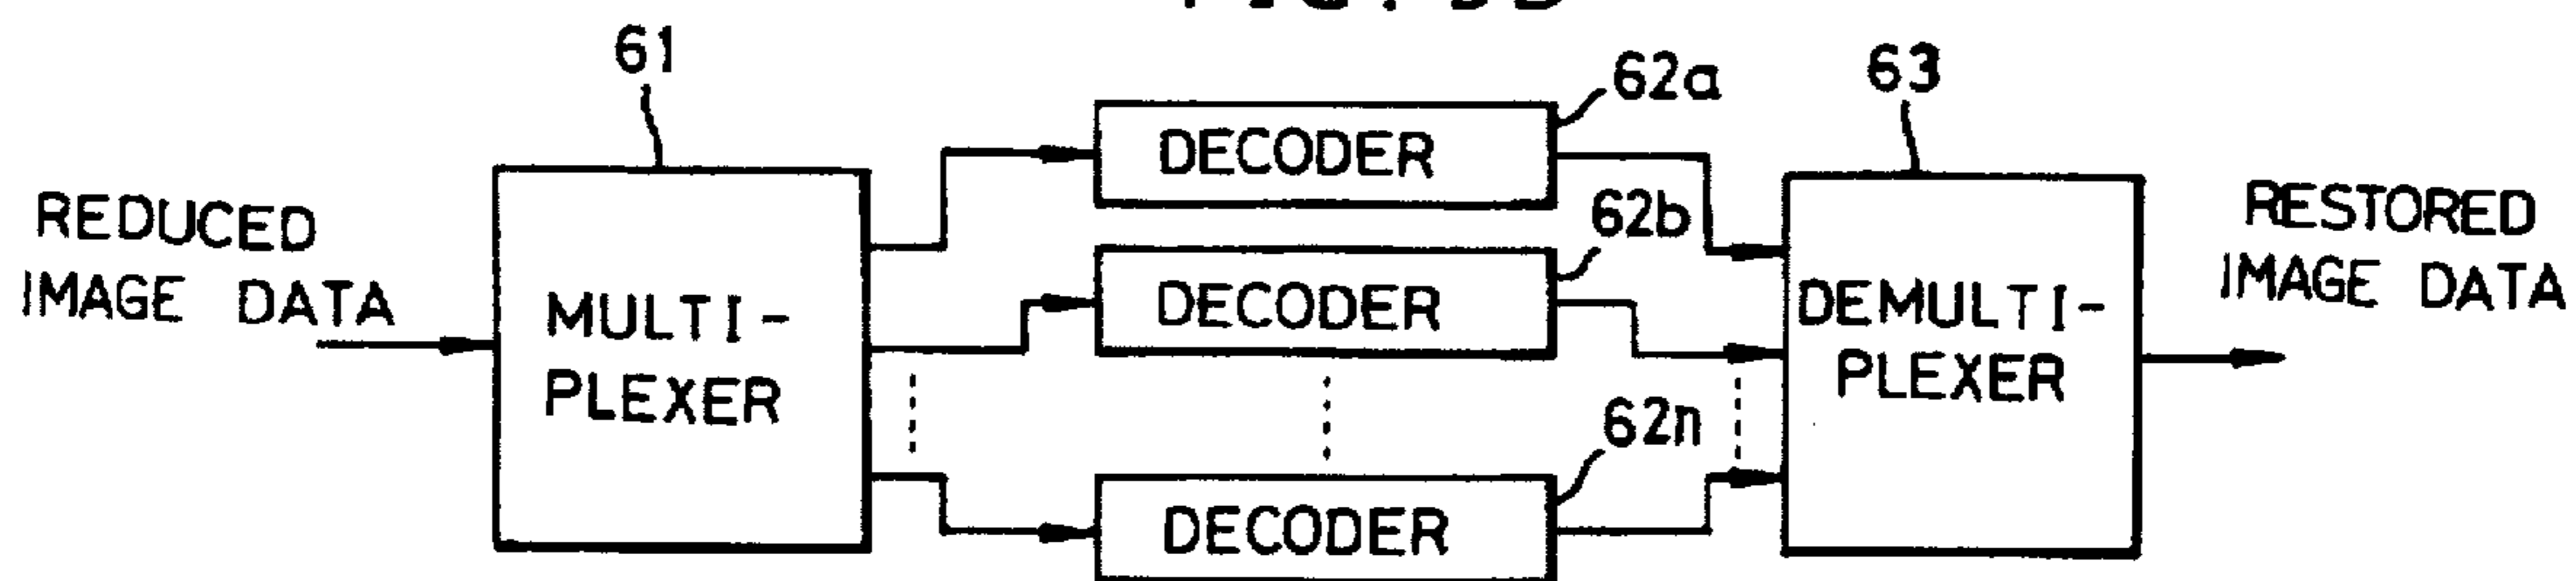 61
62a
63
DECODER
REDUCED
IMAGE DATA
62b
RESTORED
IMAGE DATA
MULTI-
PLEXER
DECODER
DEMULTI-
PLEXER
62n
DECODER